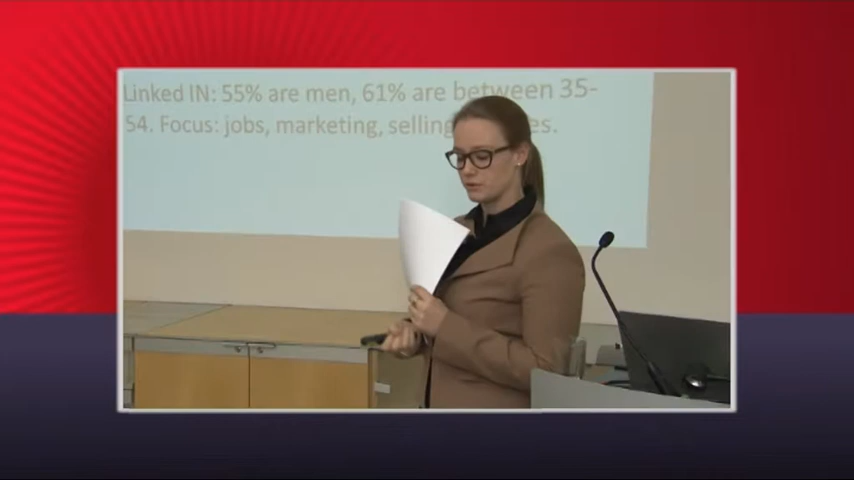 Linked IN: 55% are men, 61% are between 35-
54. Focus: jobs, marketing, selling